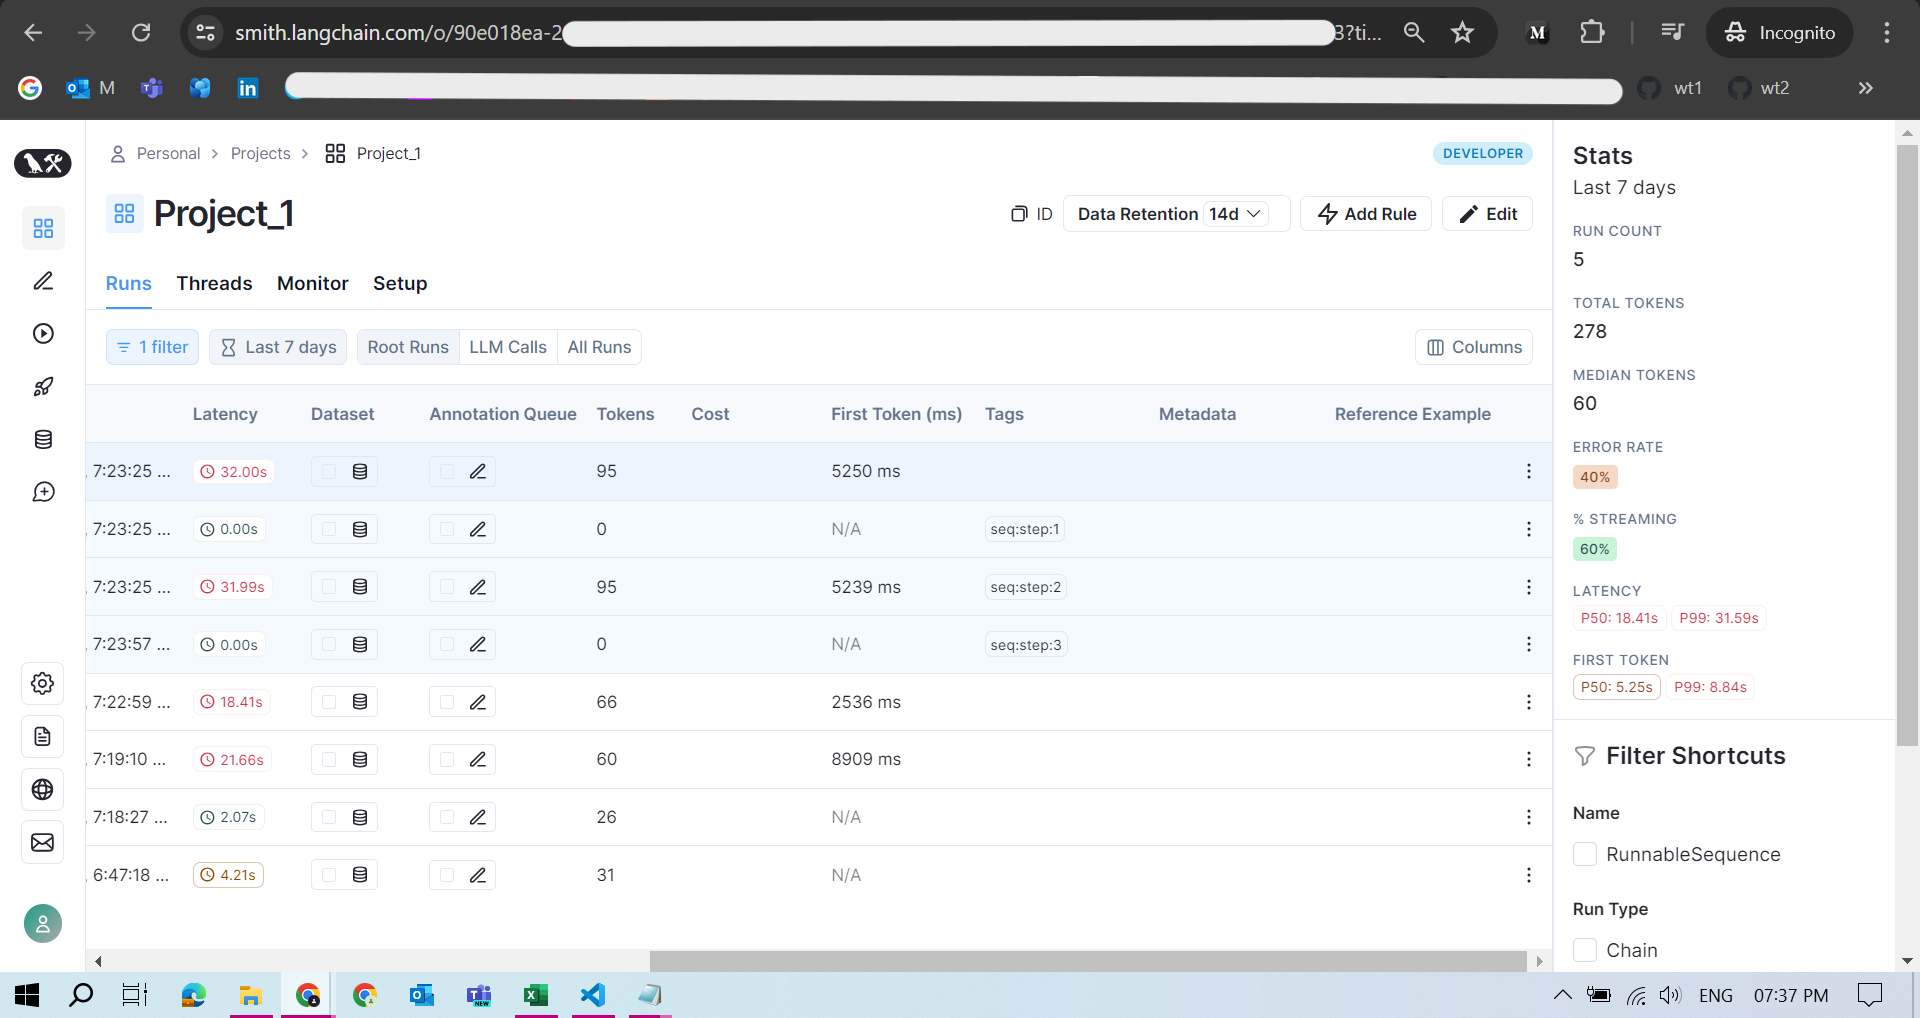 smith.langchain.com/o/90e018ea-2 3?ti...
M
Incognito
M
wt1
wt2
Personal > Projects > Project_1
DEVELOPER
Project_1
ID
Data Retention 14d
Add Rule
Edit
Runs Threads Monitor Setup
1 filter
Last 7 days
Root Runs LLM Calls All Runs
Columns
Latency Dataset Annotation Queue Tokens Cost First Token (ms) Tags Metadata Reference Example
, 7:23:25 ... 32.00s 95 5250 ms
, 7:23:25 ... 0.00s 0 N/A seq:step:1
, 7:23:25 ... 31.99s 95 5239 ms seq:step:2
, 7:23:57 ... 0.00s 0 N/A seq:step:3
, 7:22:59 ... 18.41s 66 2536 ms
, 7:19:10 ... 21.66s 60 8909 ms
, 7:18:27 ... 2.07s 26 N/A
, 6:47:18 ... 4.21s 31 N/A
Stats
Last 7 days
RUN COUNT
5
TOTAL TOKENS
278
MEDIAN TOKENS
60
ERROR RATE
40%
% STREAMING
60%
LATENCY
P50: 18.41s P99: 31.59s
FIRST TOKEN
P50: 5.25s P99: 8.84s
Filter Shortcuts
Name
RunnableSequence
Run Type
Chain
NEW
ENG 07:37 PM